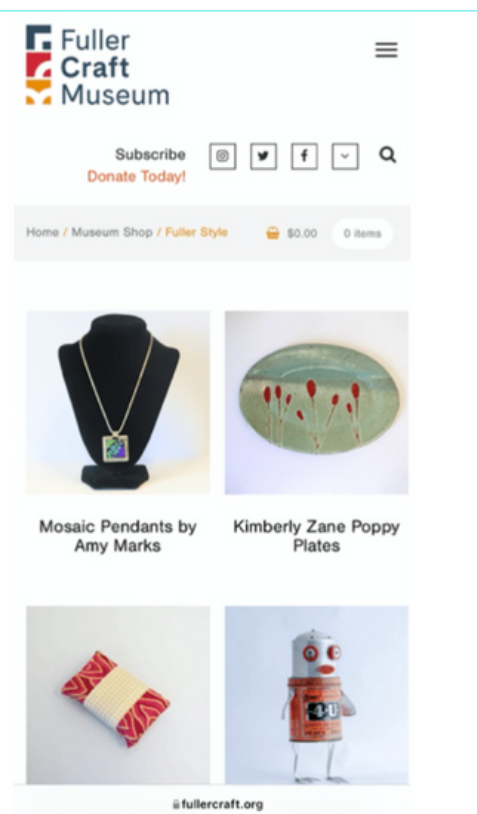 Fuller
Craft
Museum
Subscribe
Donate Today!
Home / Museum Shop / Fuller Style
$0.00
0 items
Mosaic Pendants by
Amy Marks
Kimberly Zane Poppy
Plates
4-U
fullercraft.org